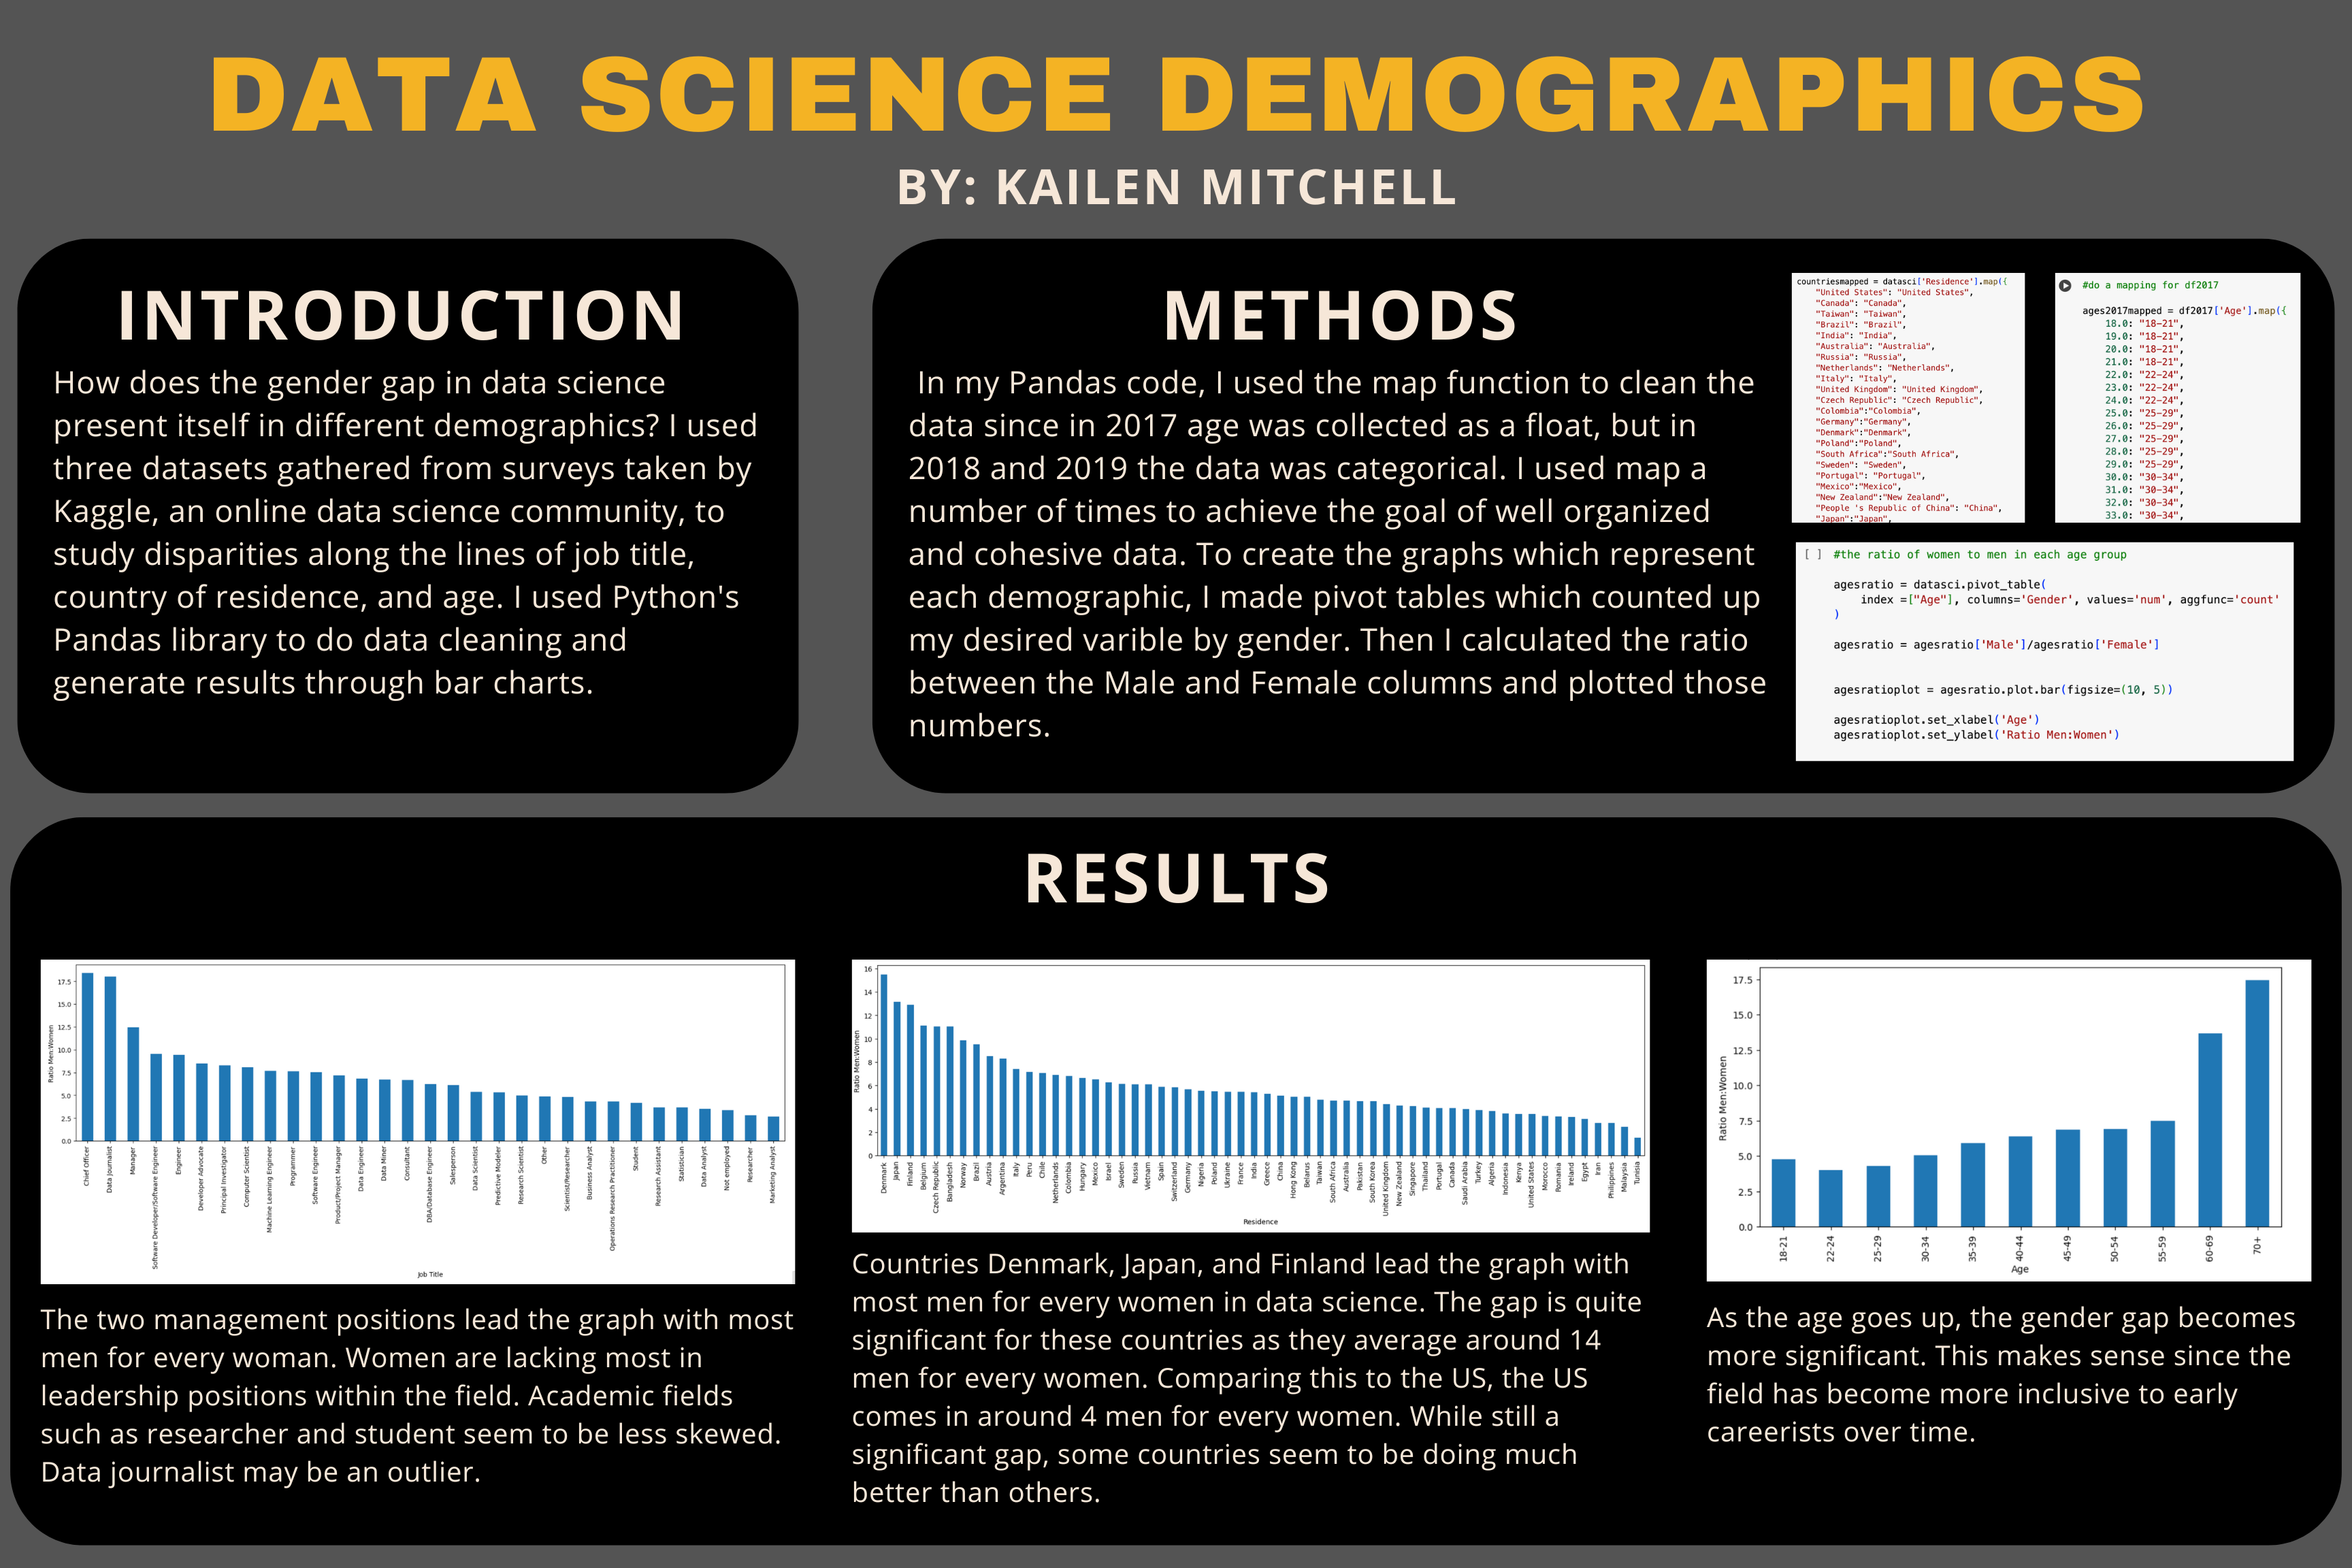 DATA SCIENCE DEMOGRAPHICS
BY: KAILEN MITCHELL
INTRODUCTION
How does the gender gap in data science
present itself in different demographics? I used
three datasets gathered from surveys taken by
Kaggle, an online data science community, to
study disparities along the lines of job title,
country of residence, and age. I used Python's
Pandas library to do data cleaning and
generate results through bar charts.
METHODS
In my Pandas code, I used the map function to clean the
data since in 2017 age was collected as a float, but in
2018 and 2019 the data was categorical. I used map a
number of times to achieve the goal of well organized
and cohesive data. To create the graphs which represent
each demographic, I made pivot tables which counted up
my desired varible by gender. Then I calculated the ratio
between the Male and Female columns and plotted those
numbers.
countriesmapped = datasci['Residence'].map({
"United States": "United States",
"Canada": "Canada",
"Taiwan": "Taiwan",
"Brazil": "Brazil",
"India": "India",
"Australia": "Australia",
"Russia": "Russia",
"Netherlands": "Netherlands",
"Italy": "Italy",
"United Kingdom": "United Kingdom",
"Czech Republic": "Czech Republic",
"Colombia":"Colombia",
"Germany":"Germany",
"Denmark":"Denmark",
"Poland":"Poland",
"South Africa":"South Africa",
"Sweden": "Sweden",
"Portugal": "Portugal",
"Mexico":"Mexico",
"New Zealand":"New Zealand",
"People 's Republic of China": "China",
"Japan":"Japan",
#do a mapping for df2017
ages2017mapped = df2017['Age'].map({
18.0: "18-21",
19.0: "18-21",
20.0: "18-21",
21.0: "18-21",
22.0: "22-24",
23.0: "22-24",
24.0: "22-24",
25.0: "25-29",
26.0: "25-29",
27.0: "25-29",
28.0: "25-29",
29.0: "25-29",
30.0: "30-34",
31.0: "30-34",
32.0: "30-34",
33.0: "30-34",
[ ] #the ratio of women to men in each age group
agesratio = datasci.pivot_table(
index =["Age"], columns='Gender', values='num', aggfunc='count'
)
agesratio = agesratio['Male']/agesratio['Female']
agesratioplot = agesratio.plot.bar(figsize=(10, 5))
agesratioplot.set_xlabel('Age')
agesratioplot.set_ylabel('Ratio Men:Women')
RESULTS
Ratio Men:Women
17.5
15.0
12.5
10.0
7.5
5.0
2.5
0.0
Chief Officer
Data Journalist
Manager
Software Developer/Software Engineer
Engineer
Developer Advocate
Principal Investigator
Computer Scientist
Machine Learning Engineer
Programmer
Software Engineer
Product/Project Manager
Data Engineer
Data Miner
Consultant
DBA/Database Engineer
Salesperson
Data Scientist
Predictive Modeler
Research Scientist
Other
Scientist/Researcher
Business Analyst
Operations Research Practitioner
Student
Research Assistant
Statistician
Data Analyst
Not employed
Researcher
Marketing Analyst
Job Title
The two management positions lead the graph with most
men for every woman. Women are lacking most in
leadership positions within the field. Academic fields
such as researcher and student seem to be less skewed.
Data journalist may be an outlier.
Ratio Men:Women
16
14
12
10
8
6
4
2
0
Denmark
Japan
Finland
Belgium
Czech Republic
Bangladesh
Norway
Brazil
Austria
Argentina
Italy
Peru
Chile
Netherlands
Colombia
Hungary
Mexico
Israel
Sweden
Russia
Vietnam
Spain
Switzerland
Germany
Nigeria
Poland
Ukraine
France
India
Greece
China
Hong Kong
Belarus
Taiwan
South Africa
Australia
Pakistan
South Korea
United Kingdom
New Zealand
Singapore
Thailand
Portugal
Canada
Saudi Arabia
Turkey
Algeria
Indonesia
Kenya
United States
Morocco
Romania
Ireland
Egypt
Iran
Philippines
Malaysia
Tunisia
Residence
Countries Denmark, Japan, and Finland lead the graph with
most men for every women in data science. The gap is quite
significant for these countries as they average around 14
men for every women. Comparing this to the US, the US
comes in around 4 men for every women. While still a
significant gap, some countries seem to be doing much
better than others.
Ratio Men:Women
17.5
15.0
12.5
10.0
7.5
5.0
2.5
0.0
18-21
22-24
25-29
30-34
35-39
40-44
45-49
50-54
55-59
60-69
70+
Age
As the age goes up, the gender gap becomes
more significant. This makes sense since the
field has become more inclusive to early
careerists over time.